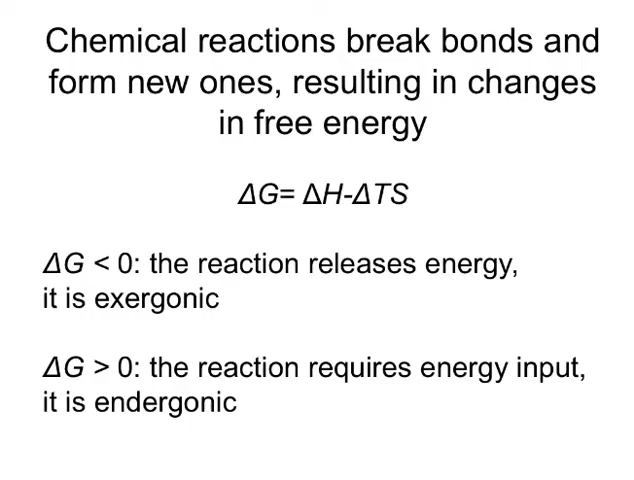 Chemical reactions break bonds and
form new ones, resulting in changes
in free energy
ΔG= ΔH-ΔTS
ΔG < 0: the reaction releases energy,
it is exergonic
ΔG > 0: the reaction requires energy input,
it is endergonic